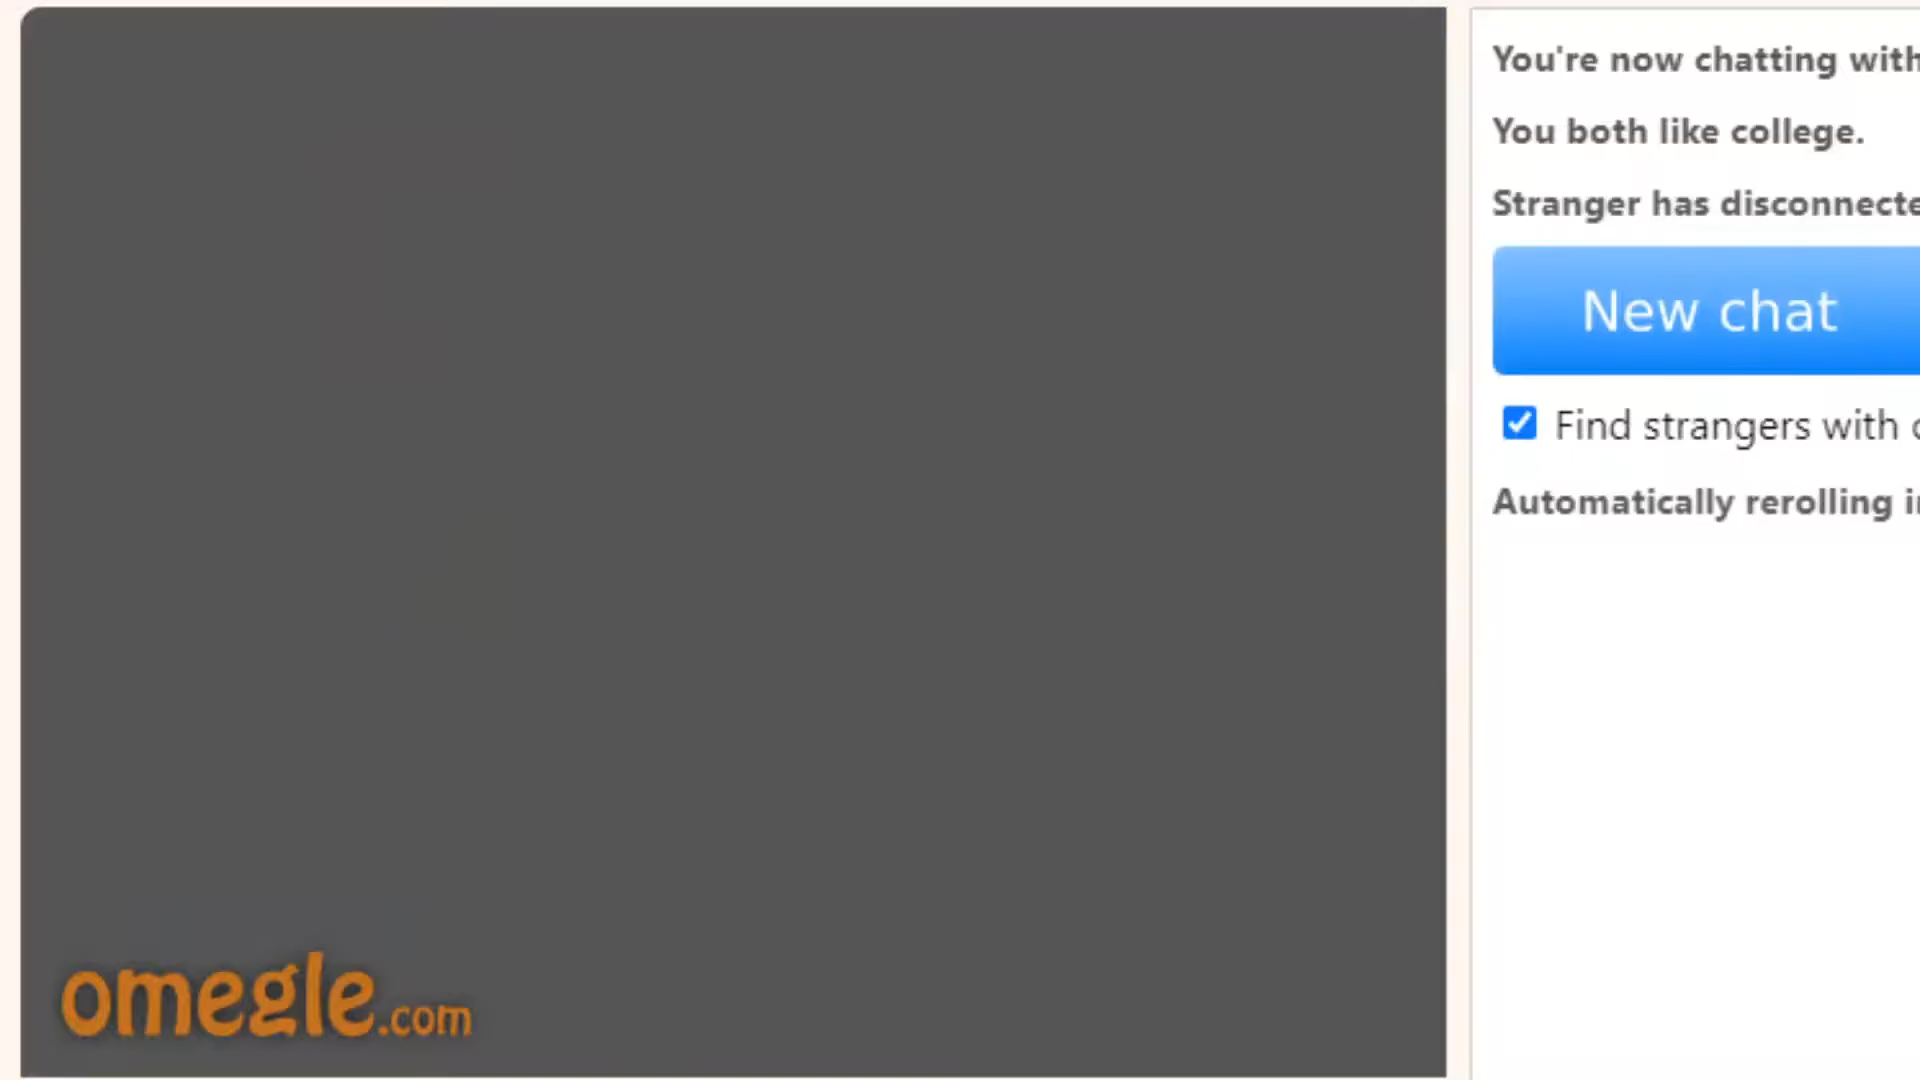 You're now chatting with
You both like college.
Stranger has disconnecte
New chat
Find strangers with
Automatically rerolling
omegle.com